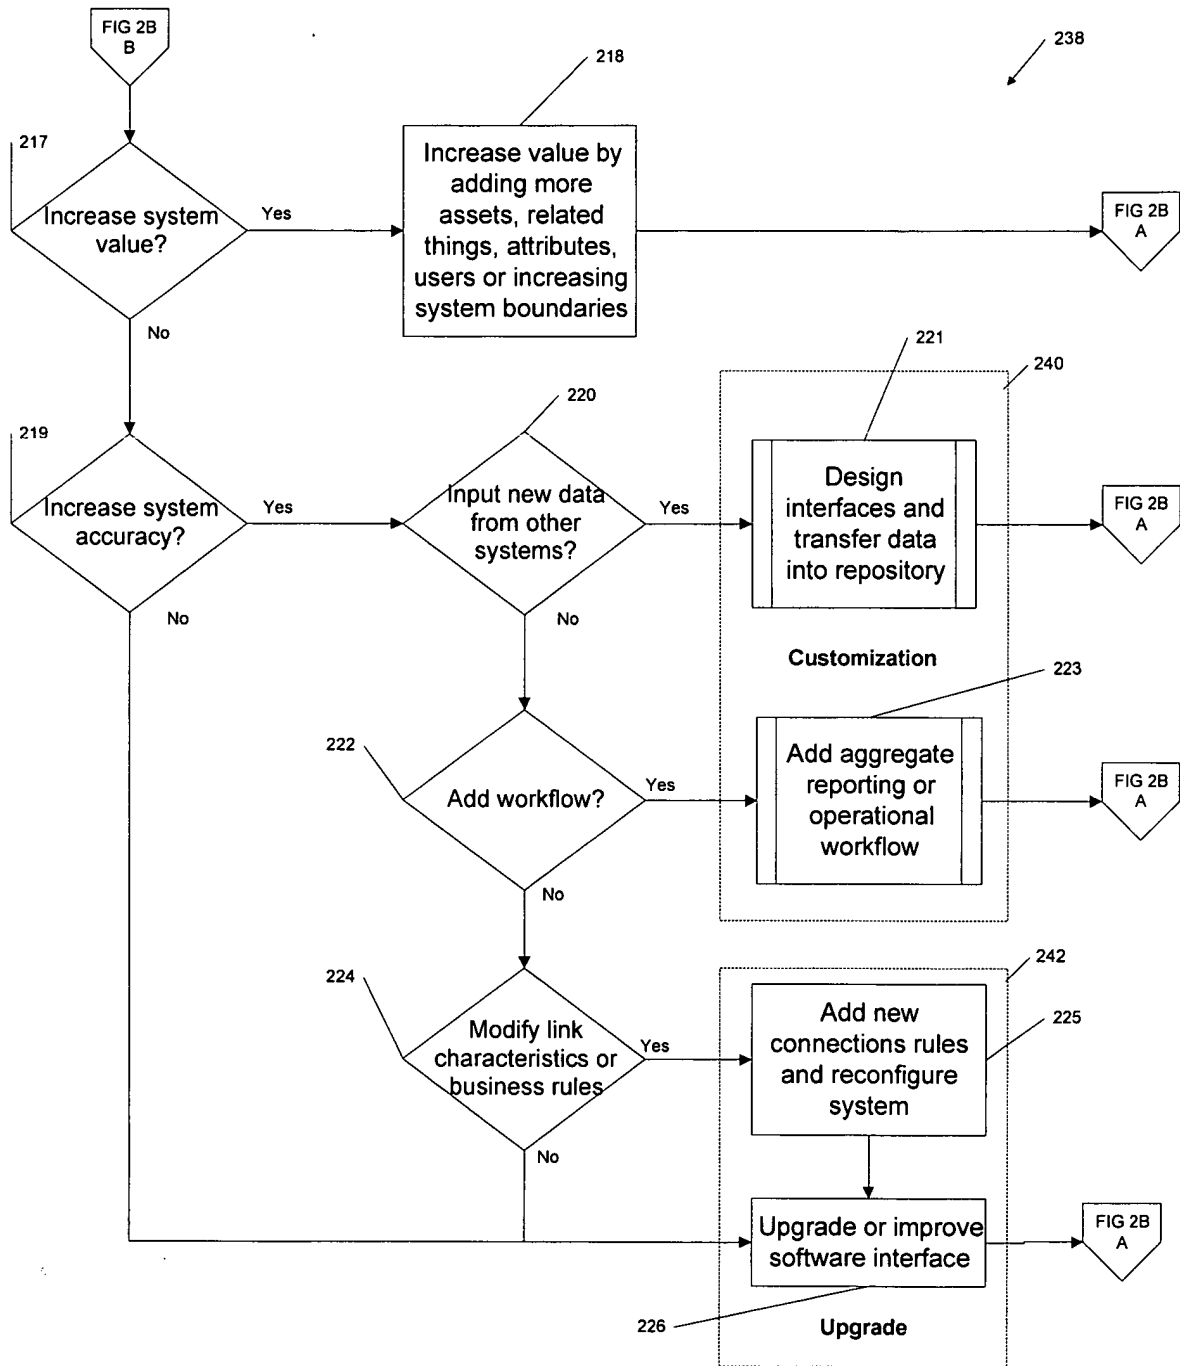 FIG 2B
B
238
218
217
Increase system
value?
Yes
Increase value by
adding more
assets, related
things, attributes,
users or increasing
system boundaries
FIG 2B
A
No
221
240
220
219
Increase system
accuracy?
Yes
Input new data
from other
systems?
Yes
Design
interfaces and
transfer data
into repository
FIG 2B
A
No
No
Customization
223
222
Add workflow?
Yes
Add aggregate
reporting or
operational
workflow
FIG 2B
A
No
242
224
Modify link
characteristics or
business rules
Yes
Add new
connections rules
and reconfigure
system
225
No
Upgrade or improve
software interface
FIG 2B
A
226
Upgrade